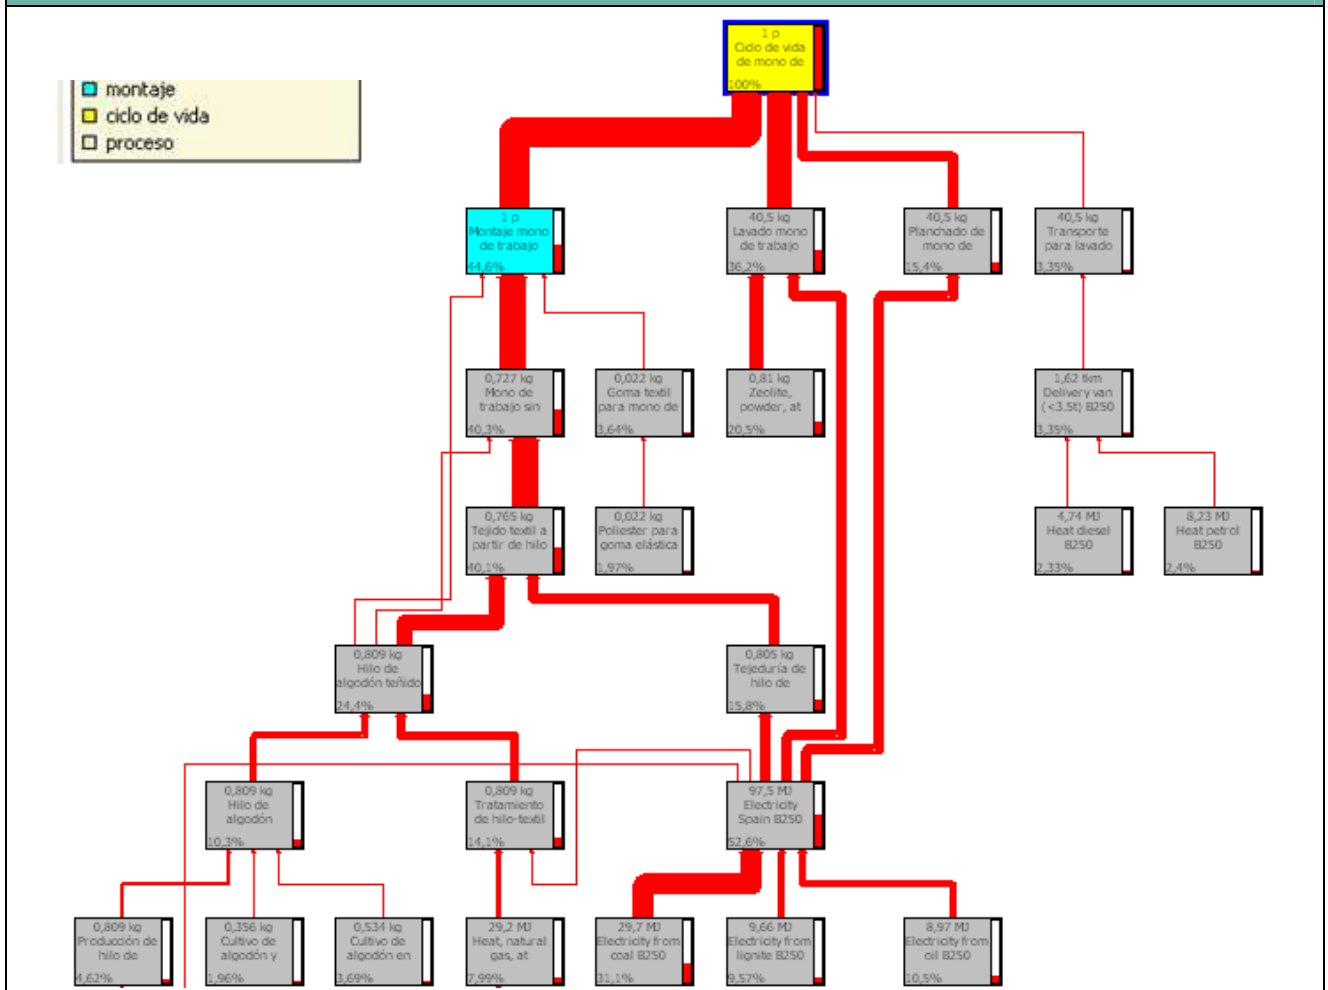 1 p
Ciclo de vida
de mono de
100%
montaje
ciclo de vida
proceso
1 p
Montaje mono
de trabajo
44,6%
40,5 kg
Lavado mono
de trabajo
36,2%
40,5 kg
Planchado de
mono de
15,4%
40,5 kg
Transporte
para lavado
3,35%
0,727 kg
Mono de
trabajo sin
40,3%
0,022 kg
Goma textil
para mono de
3,64%
0,81 kg
Zeolite,
powder, at
20,5%
1,62 tkm
Delivery van
(<3.5t) B250
3,35%
0,765 kg
Tejido textil a
partir de hilo
40,1%
0,022 kg
Poliester para
goma elástica
1,97%
4,74 MJ
Heat diesel
B250
2,33%
8,23 MJ
Heat petrol
B250
2,4%
0,809 kg
Hilo de
algodón teñido
24,4%
0,805 kg
Tejeduría de
hilo de
15,8%
0,809 kg
Hilo de
algodón
10,3%
0,809 kg
Tratamiento
de hilo-textil
14,1%
97,5 MJ
Electricity
Spain B250
52,6%
0,809 kg
Producción de
hilo de
4,62%
0,356 kg
Cultivo de
algodón y
1,96%
0,534 kg
Cultivo de
algodón en
3,69%
29,2 MJ
Heat, natural
gas, at
7,99%
29,7 MJ
Electricity from
coal B250
31,1%
9,66 MJ
Electricity from
lignite B250
9,57%
8,97 MJ
Electricity from
oil B250
10,5%